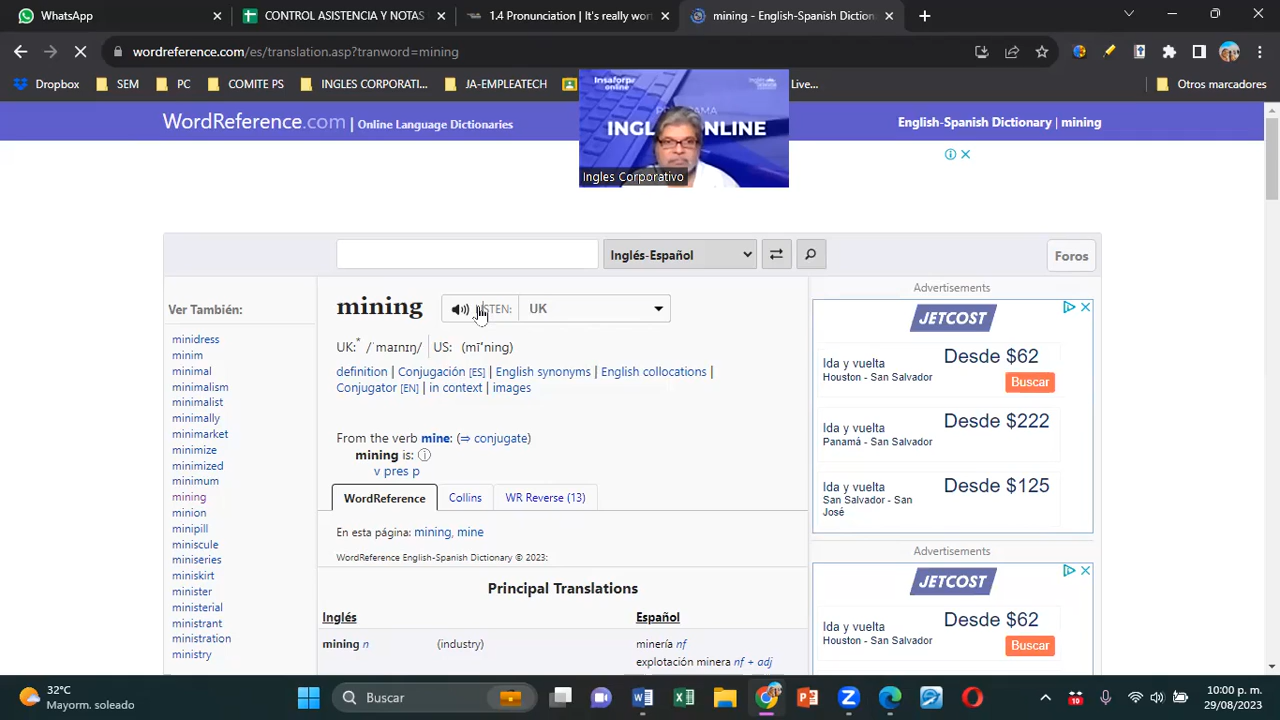 WhatsApp
CONTROL ASISTENCIA Y NOTAS
1.4 Pronunciation | It's really wor
mining - English-Spanish Diction
wordreference.com/es/translation.asp?tranword=mining
Dropbox
SEM
PC
COMITE PS
INGLES CORPORATI...
JA-EMPLEATECH
Live...
Otros marcadores
Insaforp
online
INGL
ONLINE
Ingles Corporativo
WordReference.com | Online Language Dictionaries
English-Spanish Dictionary | mining
Inglés-Español
Foros
Ver También:
minidress
minim
minimal
minimalism
minimalist
minimally
minimarket
minimize
minimized
minimum
mining
minion
minipill
miniscule
miniseries
miniskirt
minister
ministerial
ministrant
ministration
ministry
mining
UK
UK:* /ˈmaɪnɪŋ/ US: (mīʹning)
definition | Conjugación [ES] | English synonyms | English collocations |
Conjugator [EN] | in context | images
From the verb mine: (⇒ conjugate)
mining is:
v pres p
WordReference
Collins
WR Reverse (13)
En esta página: mining, mine
WordReference English-Spanish Dictionary © 2023:
Principal Translations
Inglés Español
mining n (industry) minería nf
explotación minera nf + adj
Advertisements
JETCOST
Ida y vuelta
Houston - San Salvador
Desde $62
Buscar
Ida y vuelta
Panamá - San Salvador
Desde $222
Ida y vuelta
San Salvador - San
José
Desde $125
Advertisements
JETCOST
Ida y vuelta
Houston - San Salvador
Desde $62
Buscar
32°C
Mayorm. soleado
Buscar
10
10:00 p. m.
29/08/2023